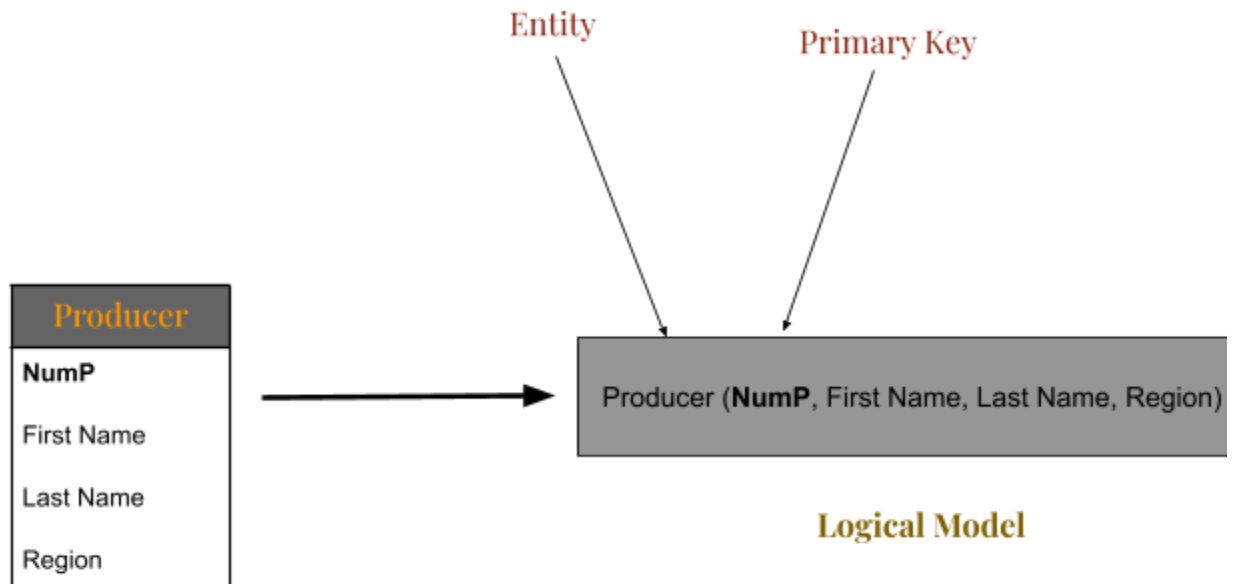 Entity
Primary Key
Producer
NumP
First Name
Last Name
Region
Producer (NumP, First Name, Last Name, Region)
Logical Model